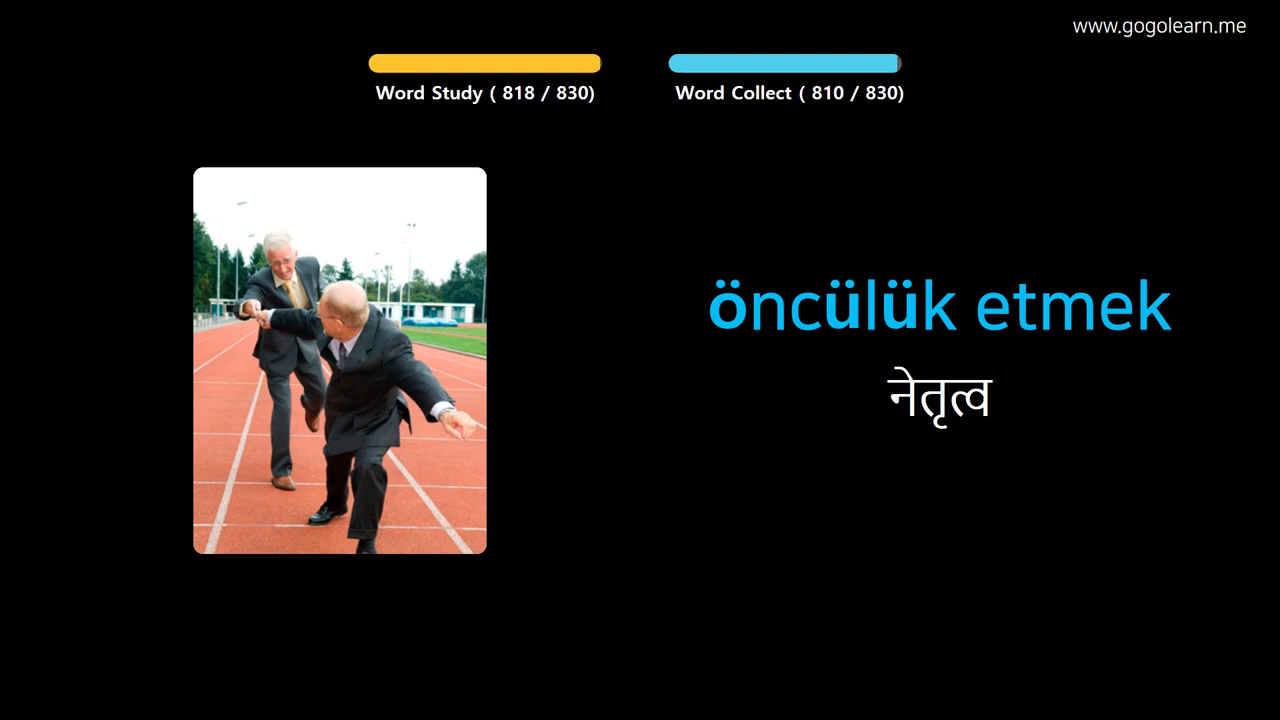 www.gogolearn.me
Word Study ( 818 / 830)
Word Collect ( 810 / 830)
öncülük etmek
नेतृत्व